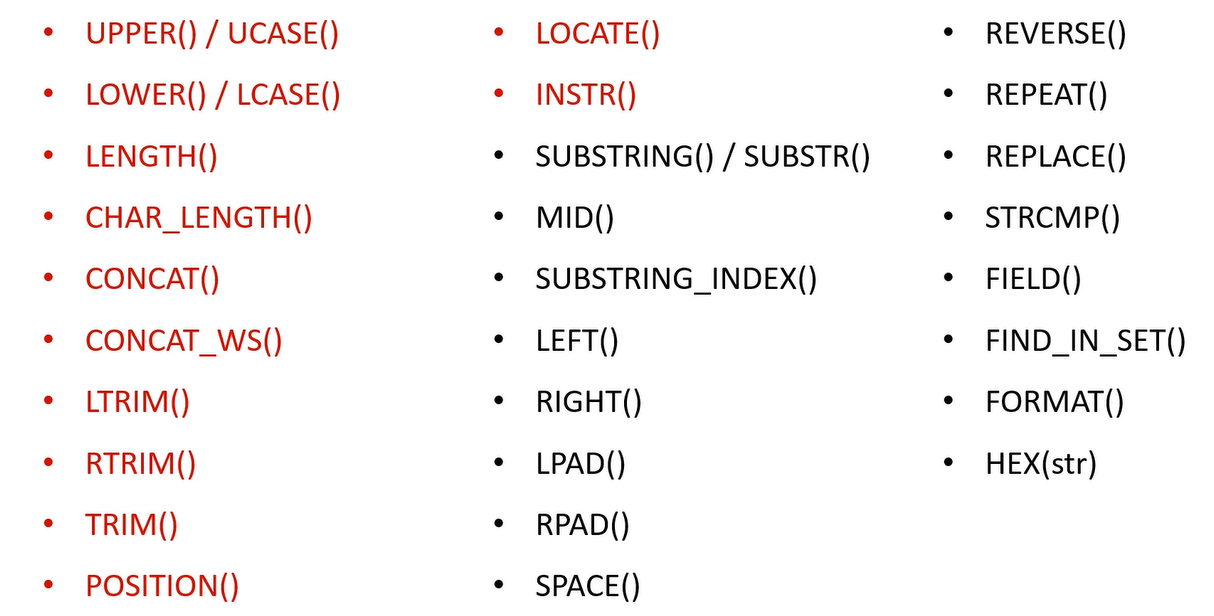 • UPPER() / UCASE()
• LOWER() / LCASE()
• LENGTH()
• CHAR_LENGTH()
• CONCAT()
• CONCAT_WS()
• LTRIM()
• RTRIM()
• TRIM()
• POSITION()
• LOCATE()
• INSTR()
• SUBSTRING() / SUBSTR()
• MID()
• SUBSTRING_INDEX()
• LEFT()
• RIGHT()
• LPAD()
• RPAD()
• SPACE()
• REVERSE()
• REPEAT()
• REPLACE()
• STRCMP()
• FIELD()
• FIND_IN_SET()
• FORMAT()
• HEX(str)